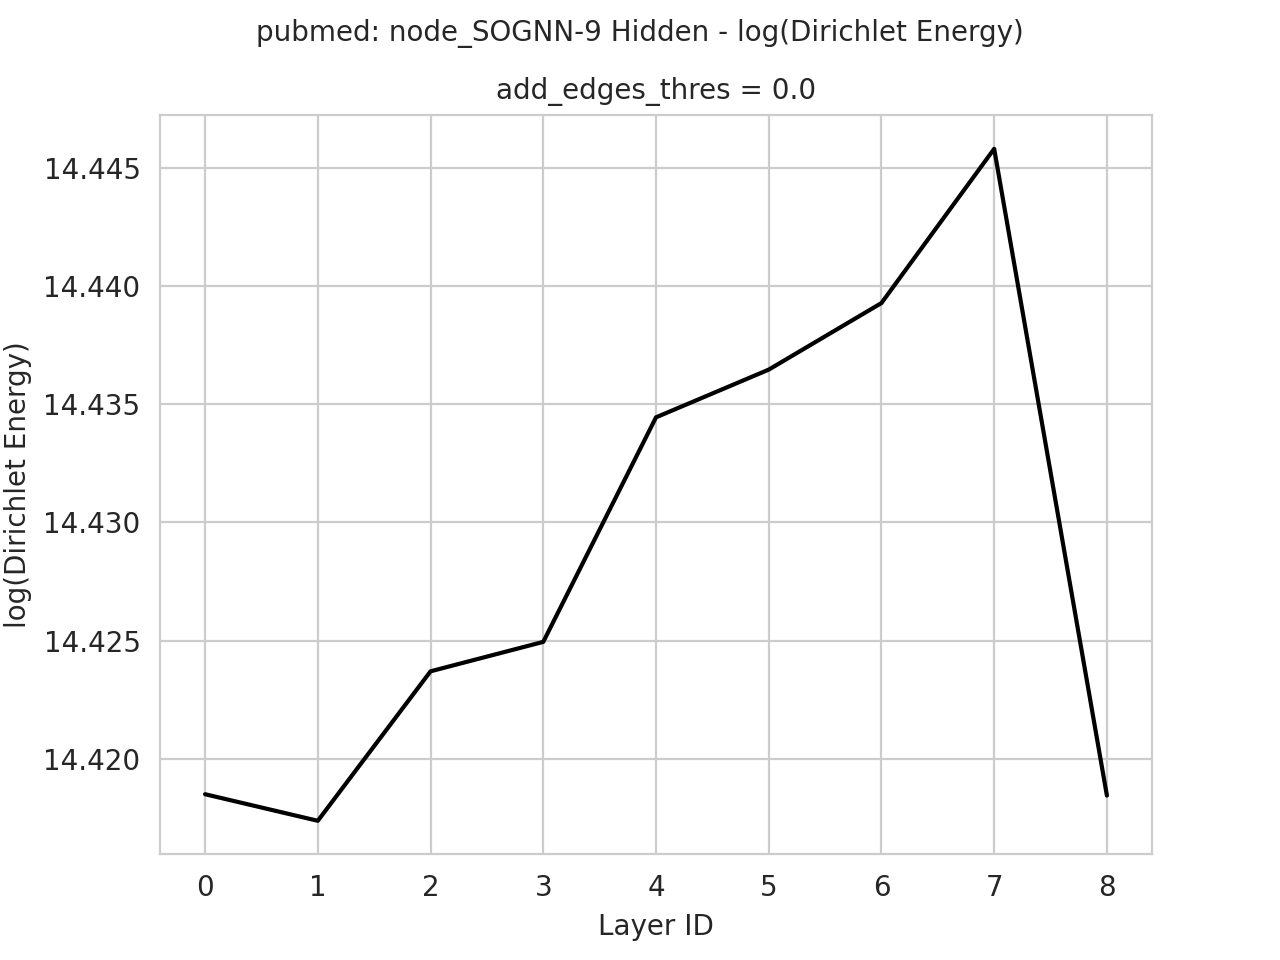 pubmed: node_SOGNN-9 Hidden - log(Dirichlet Energy)
add_edges_thres = 0.0
14.445
14.440
14.435
14.430
14.425
14.420
log(Dirichlet Energy)
0 1 2 3 4 5 6 7 8
Layer ID